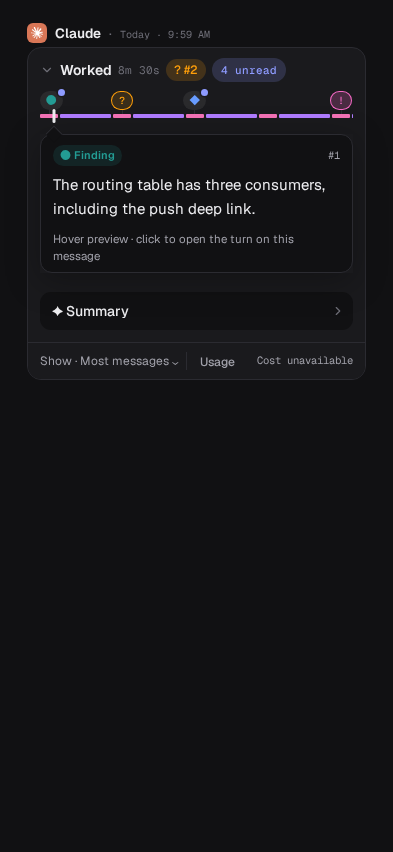 Claude · Today · 9:59 AM
Worked 8m 30s ? #2 4 unread
? !
Finding #1
The routing table has three consumers,
including the push deep link.
Hover preview · click to open the turn on this
message
Summary
Show · Most messages Usage Cost unavailable